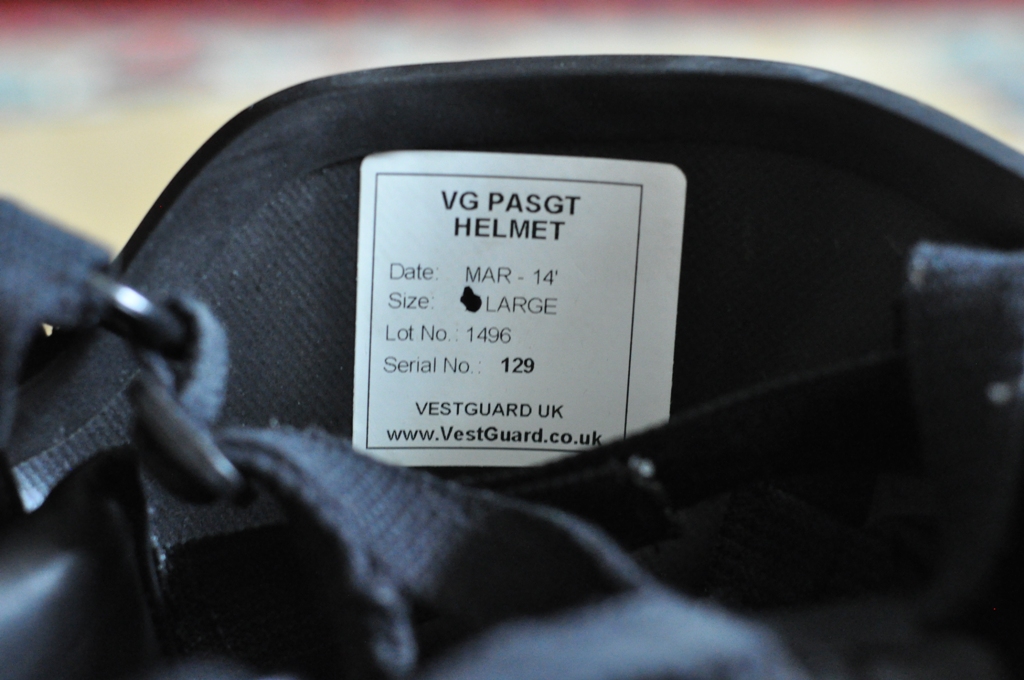 VG PASGT
HELMET
Date: MAR - 14'
Size: LARGE
Lot No.: 1496
Serial No.: 129
VESTGUARD UK
www.VestGuard.co.uk